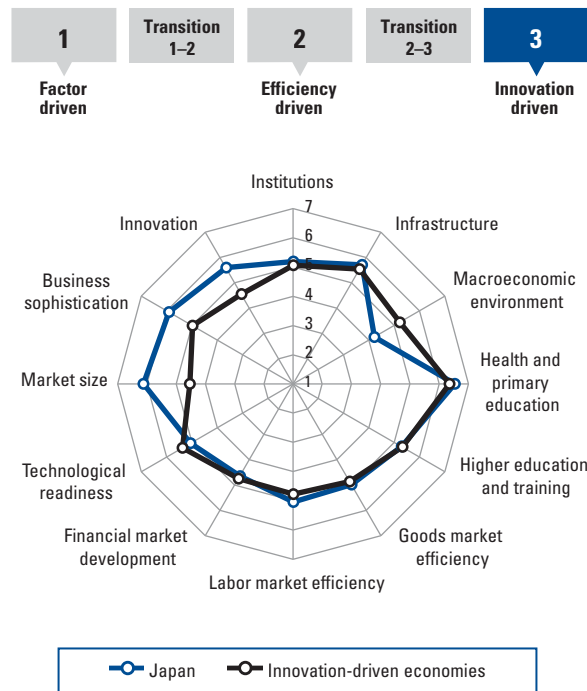 1
Transition
1–2
2
Transition
2–3
3
Factor
driven
Efficiency
driven
Innovation
driven
Institutions
Infrastructure
Macroeconomic
environment
Health and
primary
education
Higher education
and training
Goods market
efficiency
Labor market efficiency
Financial market
development
Technological
readiness
Market size
Business
sophistication
Innovation
7
6
5
4
3
2
1
Japan
Innovation-driven economies